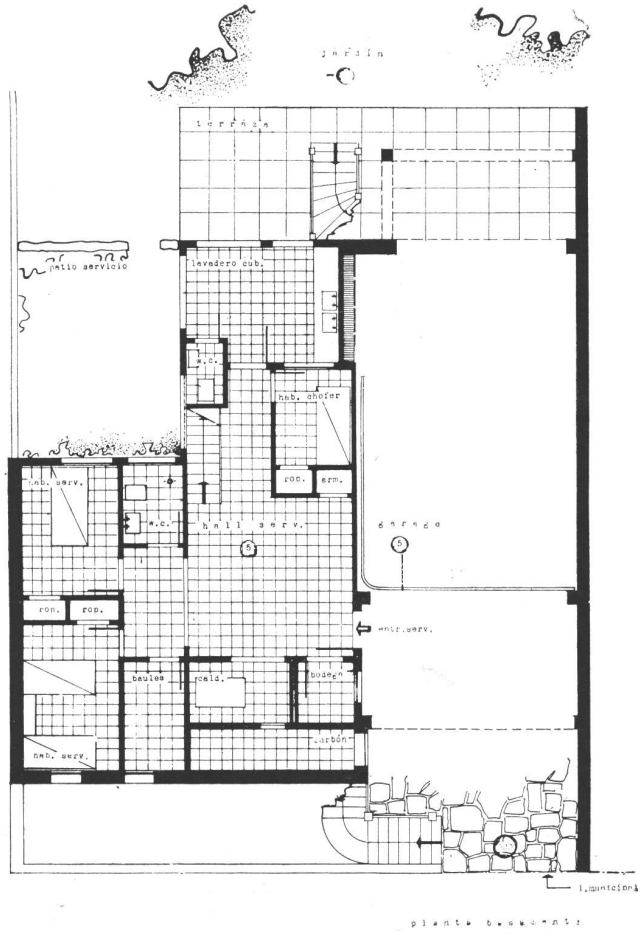 jardín
terraza
lavadero cub.
patio servicio
w.c.
hab. chofer
hab. serv.
rop.
arm.
w.c.
hall serv.
garage
5
5
rop.
rop.
entr.serv.
baules
cald.
bodega
carbón
hab. serv.
planta basamento